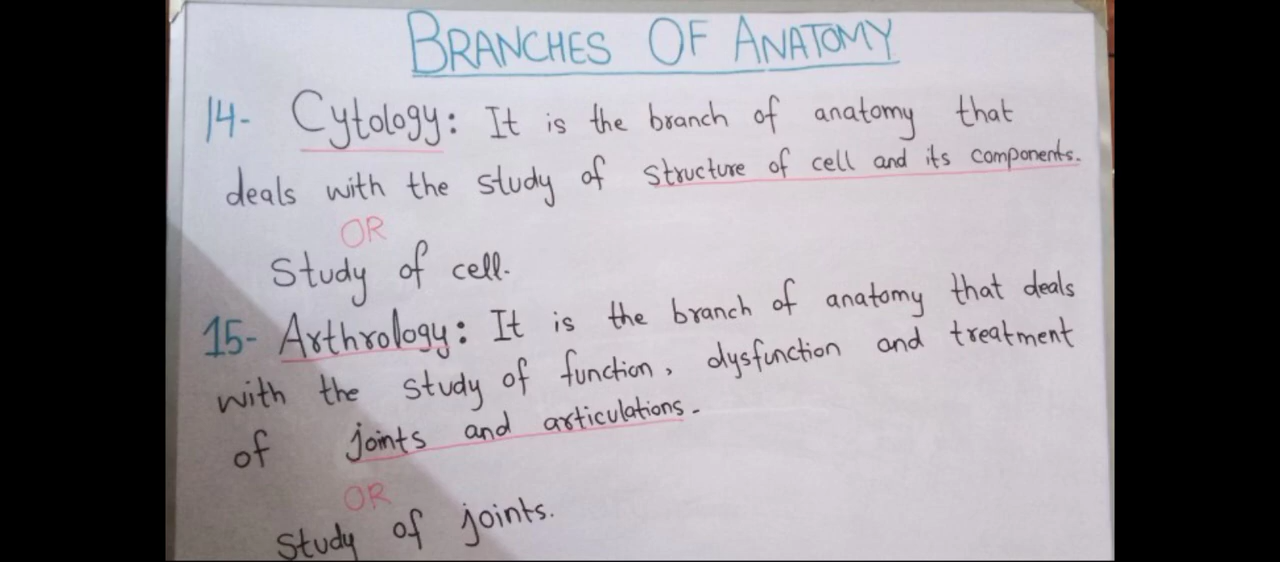 BRANCHES OF ANATOMY
14- Cytology: It is the branch of anatomy that
deals with the study of structure of cell and its components.
OR
Study of cell.
15- Arthrology: It is the branch of anatomy that deals
with the study of function, dysfunction and treatment
of joints and articulations.
OR
Study of joints.